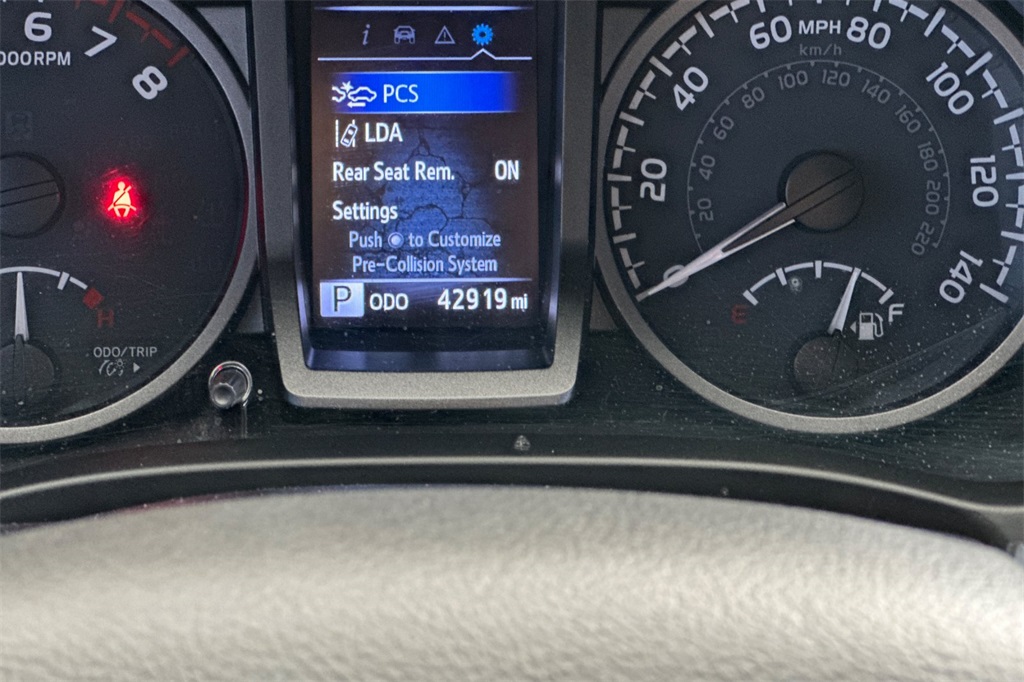 6 7 8
000RPM
i
PCS
LDA
Rear Seat Rem. ON
Settings
Push to Customize
Pre-Collision System
P ODO 42919 mi
H
ODO/TRIP
0 20 40 60 MPH 80 100 120 140
km/h
20 40 60 80 100 120 140 160 180 200 220
E F